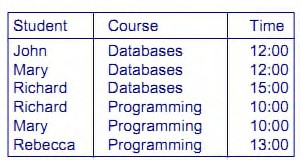 Student Course Time
John Databases 12:00
Mary Databases 12:00
Richard Databases 15:00
Richard Programming 10:00
Mary Programming 10:00
Rebecca Programming 13:00